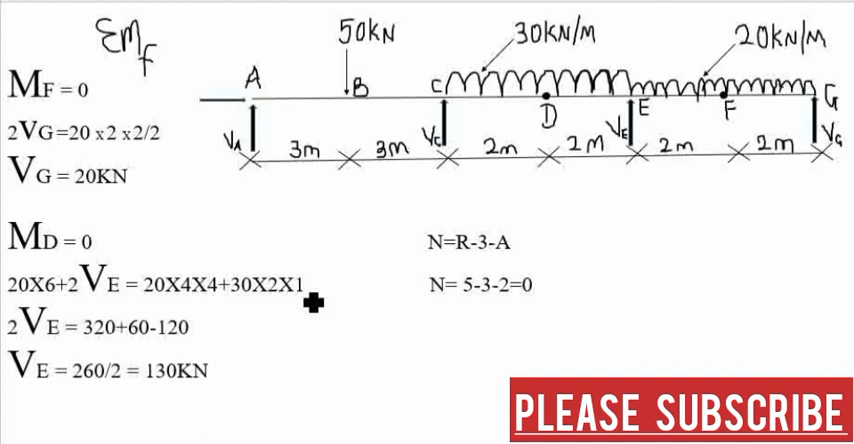 ΣMf
50KN
30KN/M
20KN/M
A
B
C
D
E
F
G
VA
VC
VE
VG
3m
3m
2m
2M
2m
2m
MF = 0
2VG=20 x2 x2/2
VG = 20KN
MD = 0
20X6+2 VE = 20X4X4+30X2X1
2VE = 320+60-120
VE = 260/2 = 130KN
N=R-3-A
N= 5-3-2=0
PLEASE SUBSCRIBE